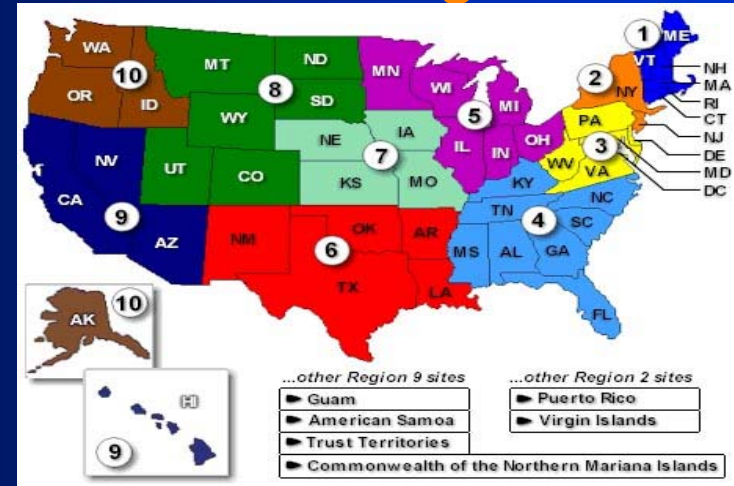 1
ME
VT
WA
MT
ND
MN
10
2
NH
OR
ID
8
WI
NY
MA
SD
MI
RI
WY
5
PA
CT
NE
IA
NJ
NV
7
IL
IN
OH
3
DE
UT
WV
MD
CO
VA
DC
CA
KS
MO
KY
9
NC
TN
4
AZ
NM
OK
AR
SC
6
MS
AL
GA
TX
LA
10
FL
AK
HI
9
...other Region 9 sites
Guam
American Samoa
Trust Territories
Commonwealth of the Northern Mariana Islands
...other Region 2 sites
Puerto Rico
Virgin Islands